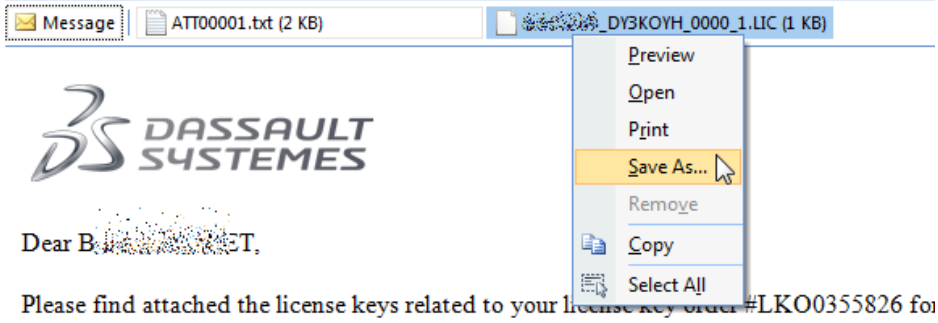 Message
ATT00001.txt (2 KB)
_DY3KOYH_0000_1.LIC (1 KB)
Preview
Open
Print
Save As...
Remove
Copy
Select All
DASSAULT
SYSTEMES
Dear B ET,
Please find attached the license keys related to your license key order #LKO0355826 for